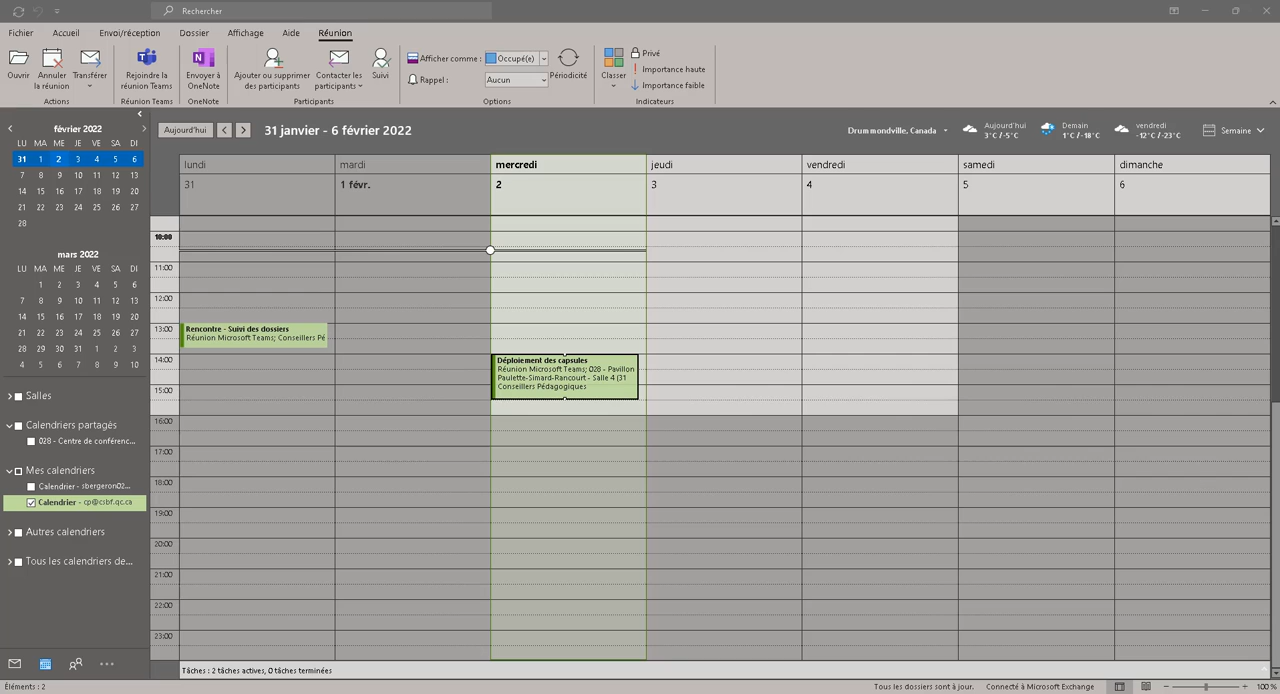 Rechercher
Fichier Accueil Envoi/réception Dossier Affichage Aide Réunion
Ouvrir
Annuler
la réunion
Transférer
Actions
Rejoindre la
réunion Teams
Réunion Teams
Envoyer à
OneNote
OneNote
Ajouter ou supprimer
des participants
Contacter les
participants
Suivi
Participants
Afficher comme : Occupé(e)
Rappel : Aucun
Périodicité
Options
Classer
Privé
Importance haute
Importance faible
Indicateurs
février 2022
LU MA ME JE VE SA DI
31 1 2 3 4 5 6
7 8 9 10 11 12 13
14 15 16 17 18 19 20
21 22 23 24 25 26 27
28
mars 2022
LU MA ME JE VE SA DI
1 2 3 4 5 6
7 8 9 10 11 12 13
14 15 16 17 18 19 20
21 22 23 24 25 26 27
28 29 30 31 1 2 3
4 5 6 7 8 9 10
Salles
Calendriers partagés
028 - Centre de conférenc...
Mes calendriers
Calendrier - sbergeron02...
Calendrier - cp@csbf.qc.ca
Autres calendriers
Tous les calendriers de...
Aujourd'hui
31 janvier - 6 février 2022
Drummondville, Canada
Aujourd'hui
3°C /-5°C
Demain
1°C /-18°C
vendredi
-12°C /-23°C
Semaine
lundi mardi mercredi jeudi vendredi samedi dimanche
31 1 févr. 2 3 4 5 6
10:00
11:00
12:00
13:00
14:00
15:00
16:00
17:00
18:00
19:00
20:00
21:00
22:00
23:00
Rencontre - Suivi des dossiers
Réunion Microsoft Teams; Conseillers Pé
Déploiement des capsules
Réunion Microsoft Teams; 028 - Pavillon
Paulette-Simard-Rancourt - Salle 4 (31
Conseillers Pédagogiques
Tâches : 2 tâches actives, 0 tâches terminées
Éléments : 2
Tous les dossiers sont à jour. Connecté à Microsoft Exchange
100 %